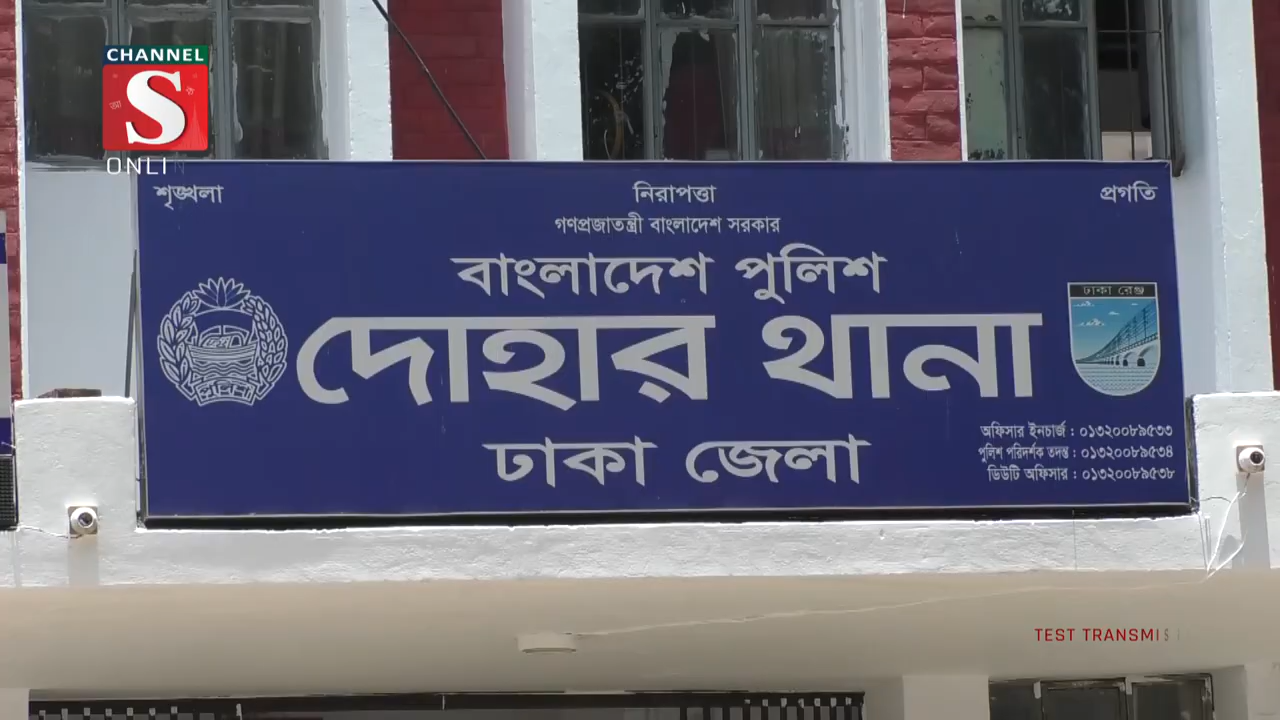 CHANNEL
S
ONLI
শৃঙ্খলা নিরাপত্তা প্রগতি
গণপ্রজাতন্ত্রী বাংলাদেশ সরকার
বাংলাদেশ পুলিশ
দোহার থানা
ঢাকা জেলা
পুলিশ
ঢাকা রেঞ্জ
অফিসার ইনচার্জ : ০১৩২০০৮৯৫৩৩
পুলিশ পরিদর্শক তদন্ত : ০১৩২০০৮৯৫৩৪
ডিউটি অফিসার : ০১৩২০০৮৯৫৩৮
TEST TRANSMIS